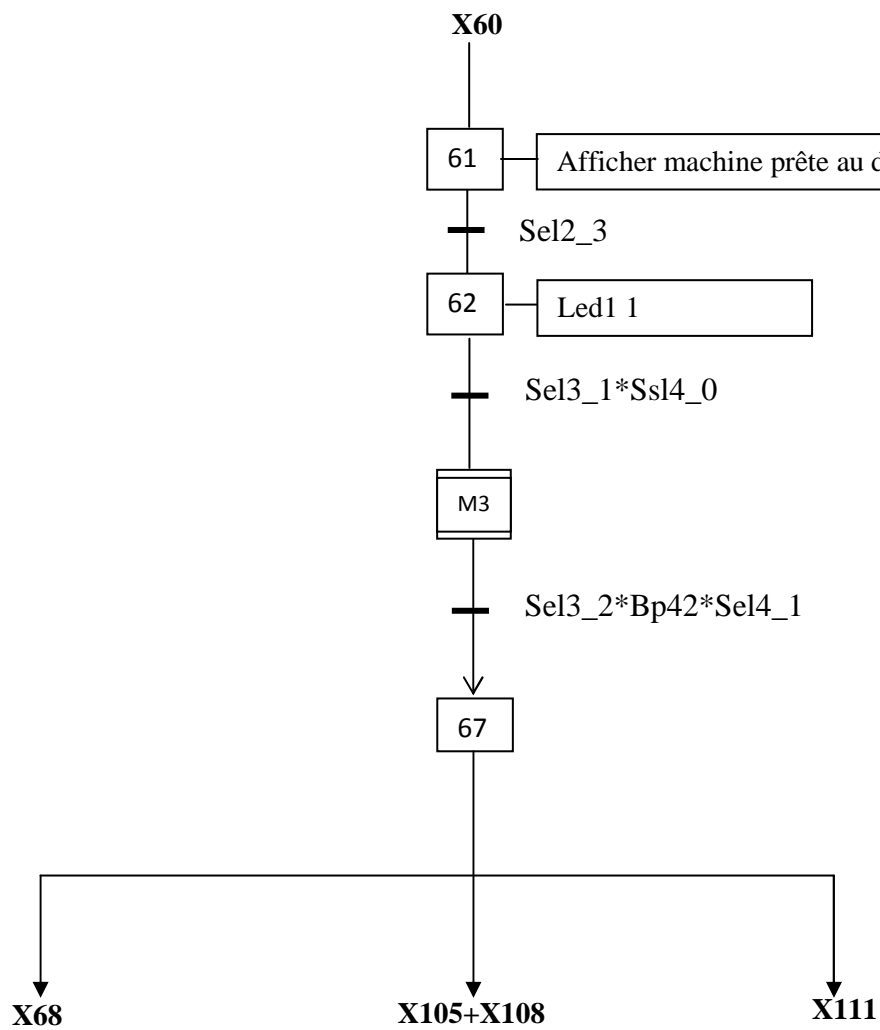 X60
61
Afficher machine prête au d
Sel2_3
62
Led1 1
Sel3_1*Ssl4_0
M3
Sel3_2*Bp42*Sel4_1
67
X68
X105+X108
X111